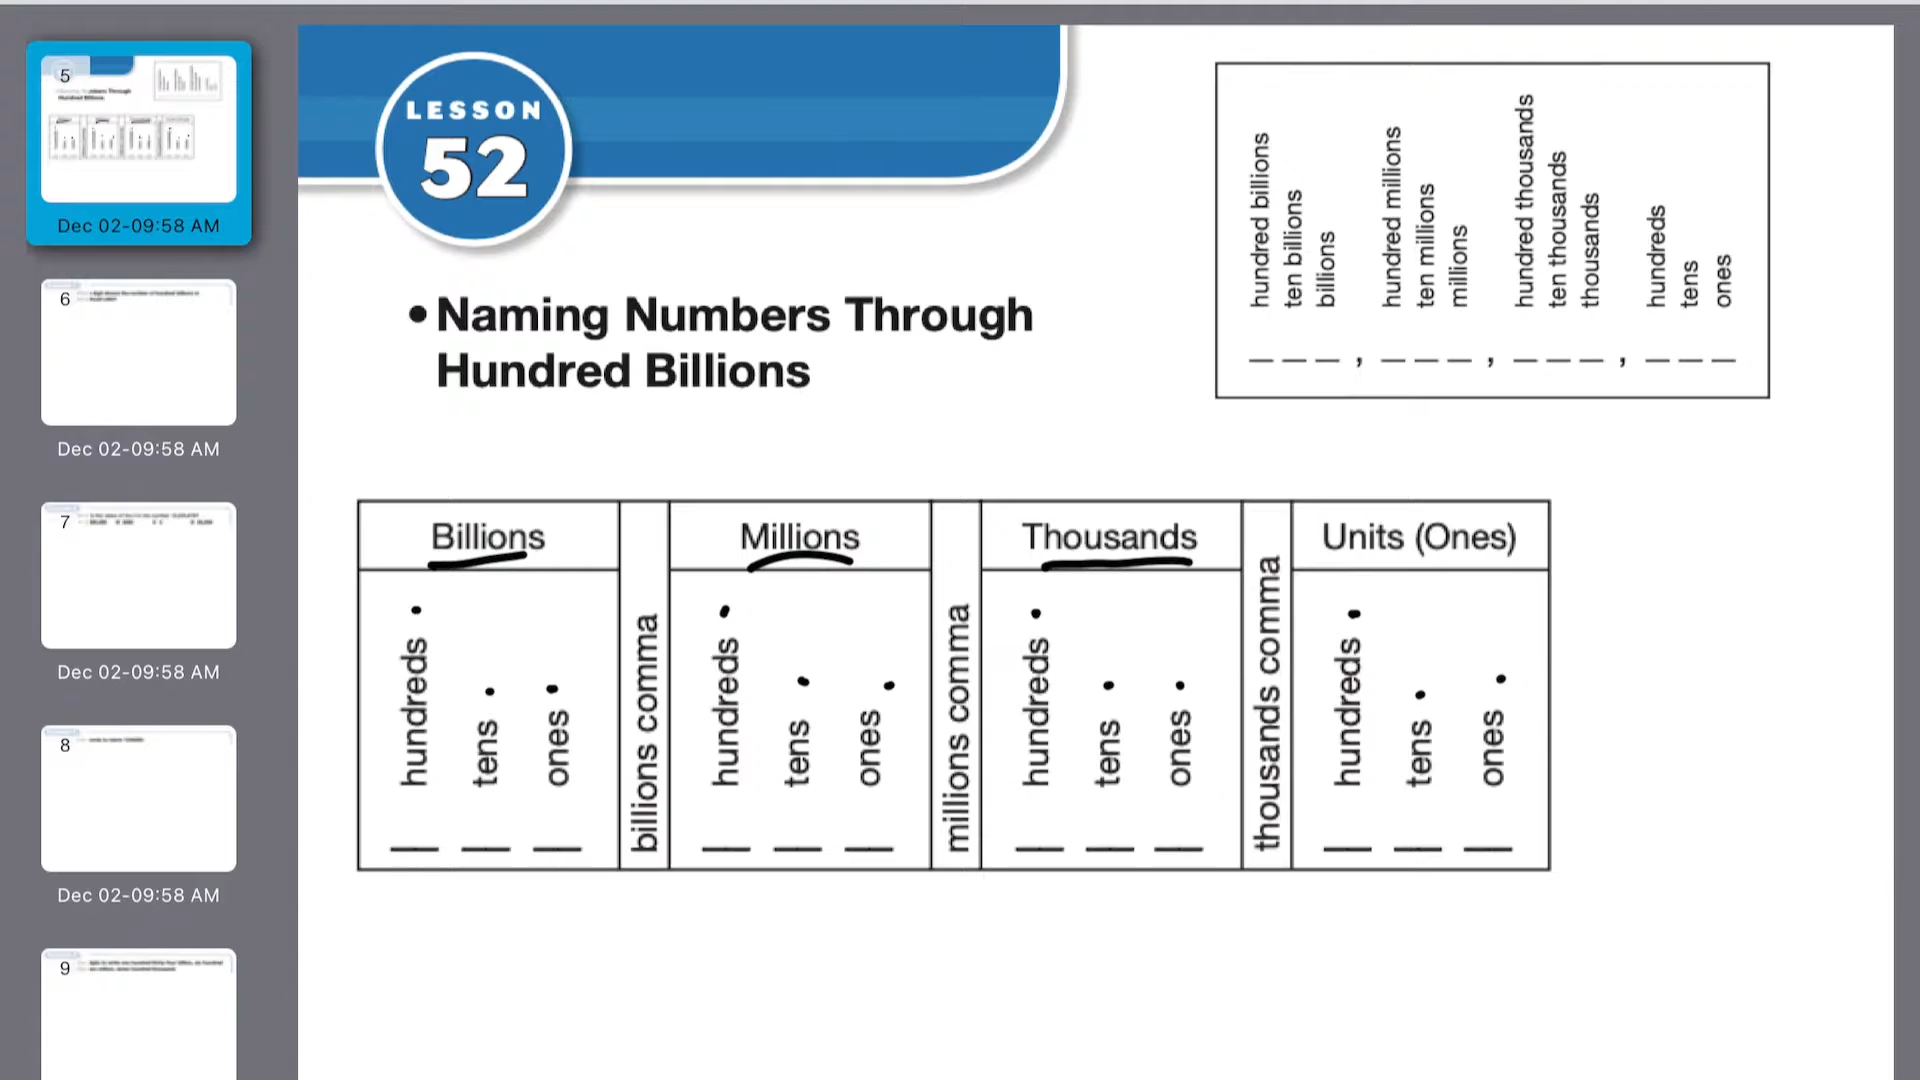 5
Dec 02-09:58 AM
6
Dec 02-09:58 AM
7
Dec 02-09:58 AM
8
Dec 02-09:58 AM
9
LESSON
52
• Naming Numbers Through
Hundred Billions
hundred billions
ten billions
billions
hundred millions
ten millions
millions
hundred thousands
ten thousands
thousands
hundreds
tens
ones
_ _ _ , _ _ _ , _ _ _ , _ _ _
Billions
hundreds
tens
ones
billions comma
Millions
hundreds
tens
ones
millions comma
Thousands
hundreds
tens
ones
thousands comma
Units (Ones)
hundreds
tens
ones